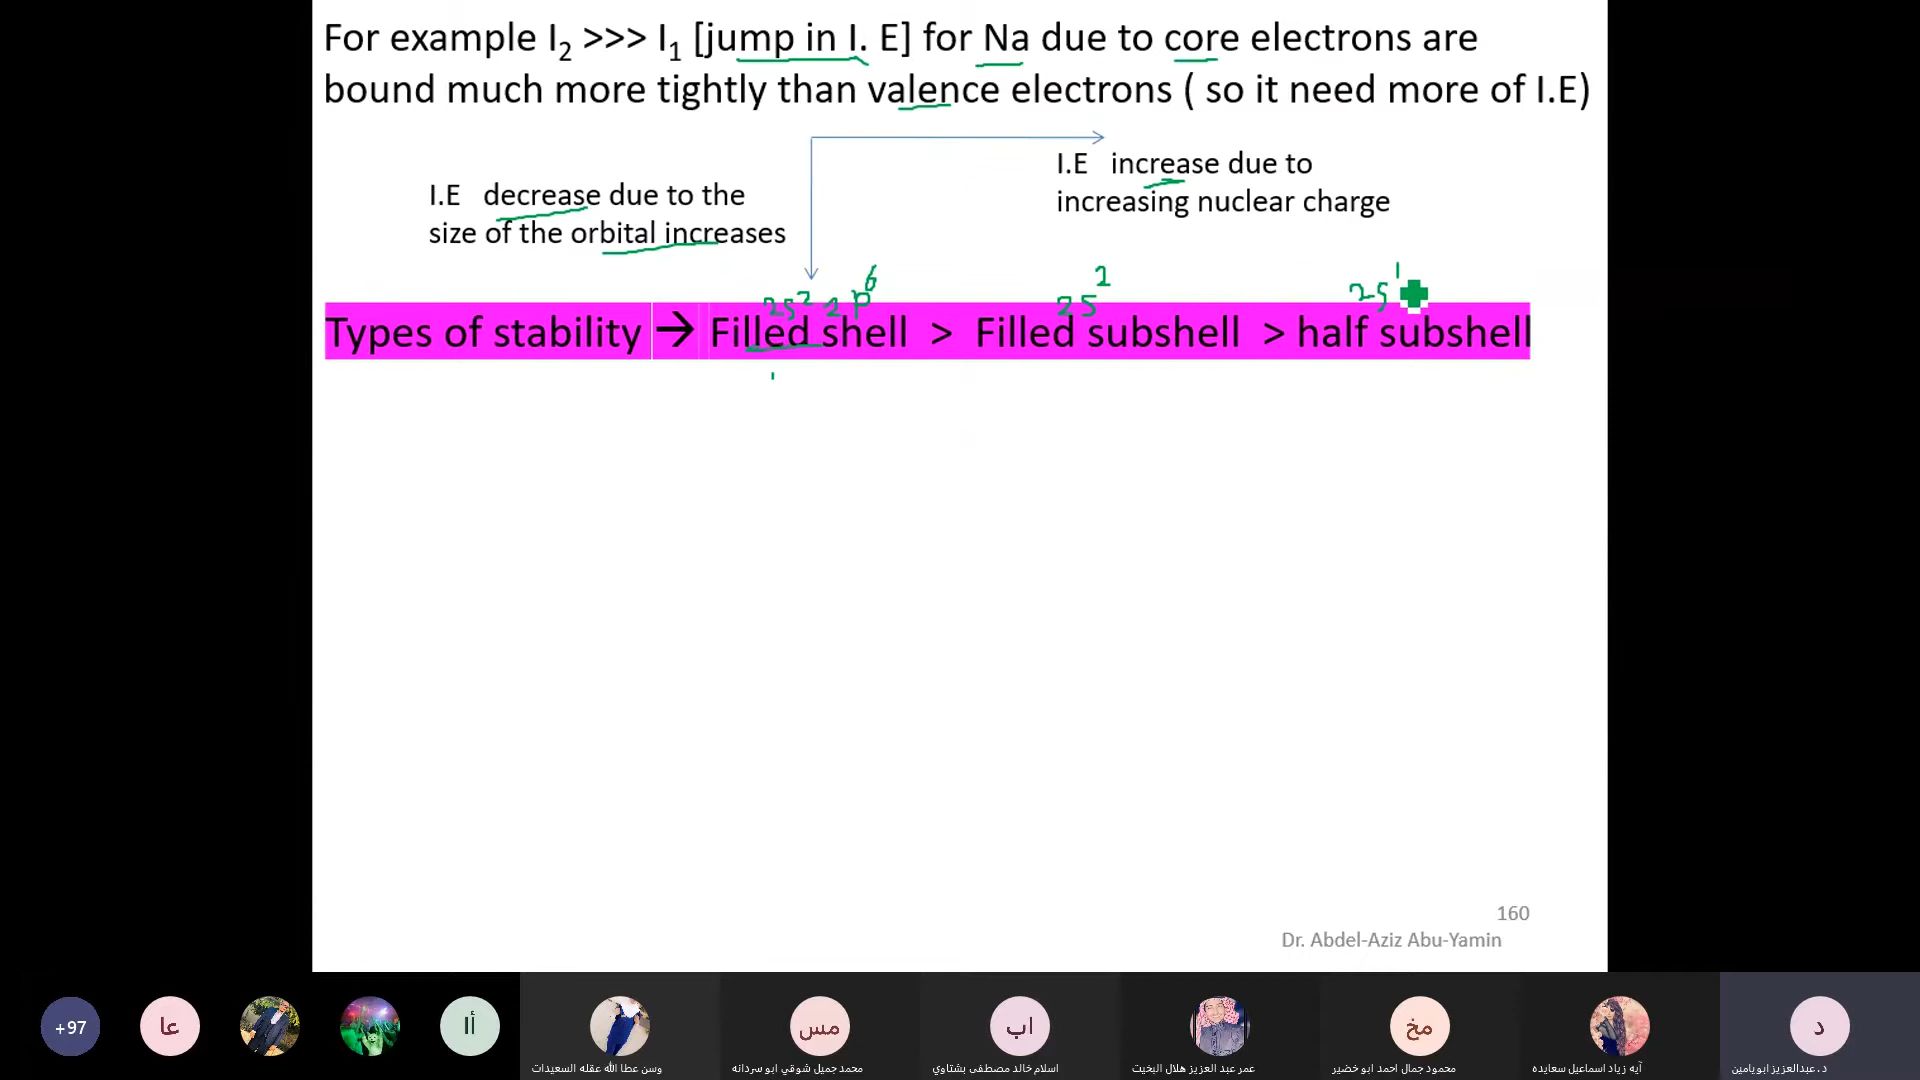 For example I₂ >>> I₁ [jump in I. E] for Na due to core electrons are
bound much more tightly than valence electrons ( so it need more of I.E)
I.E increase due to
increasing nuclear charge
I.E decrease due to the
size of the orbital increases
2s² 2p⁶
2s²
2s¹
Types of stability → Filled shell > Filled subshell > half subshell
160
Dr. Abdel-Aziz Abu-Yamin
+97
عا
أا
مس
اب
مخ
د
وسن عطا الله عقله السعيدات
محمد جميل شوقي ابو سردانه
اسلام خالد مصطفى بشتاوي
عمر عبد العزيز هلال البخيت
محمود جمال احمد ابو خضير
آيه زياد اسماعيل سعايده
د. عبدالعزيز ابويامين